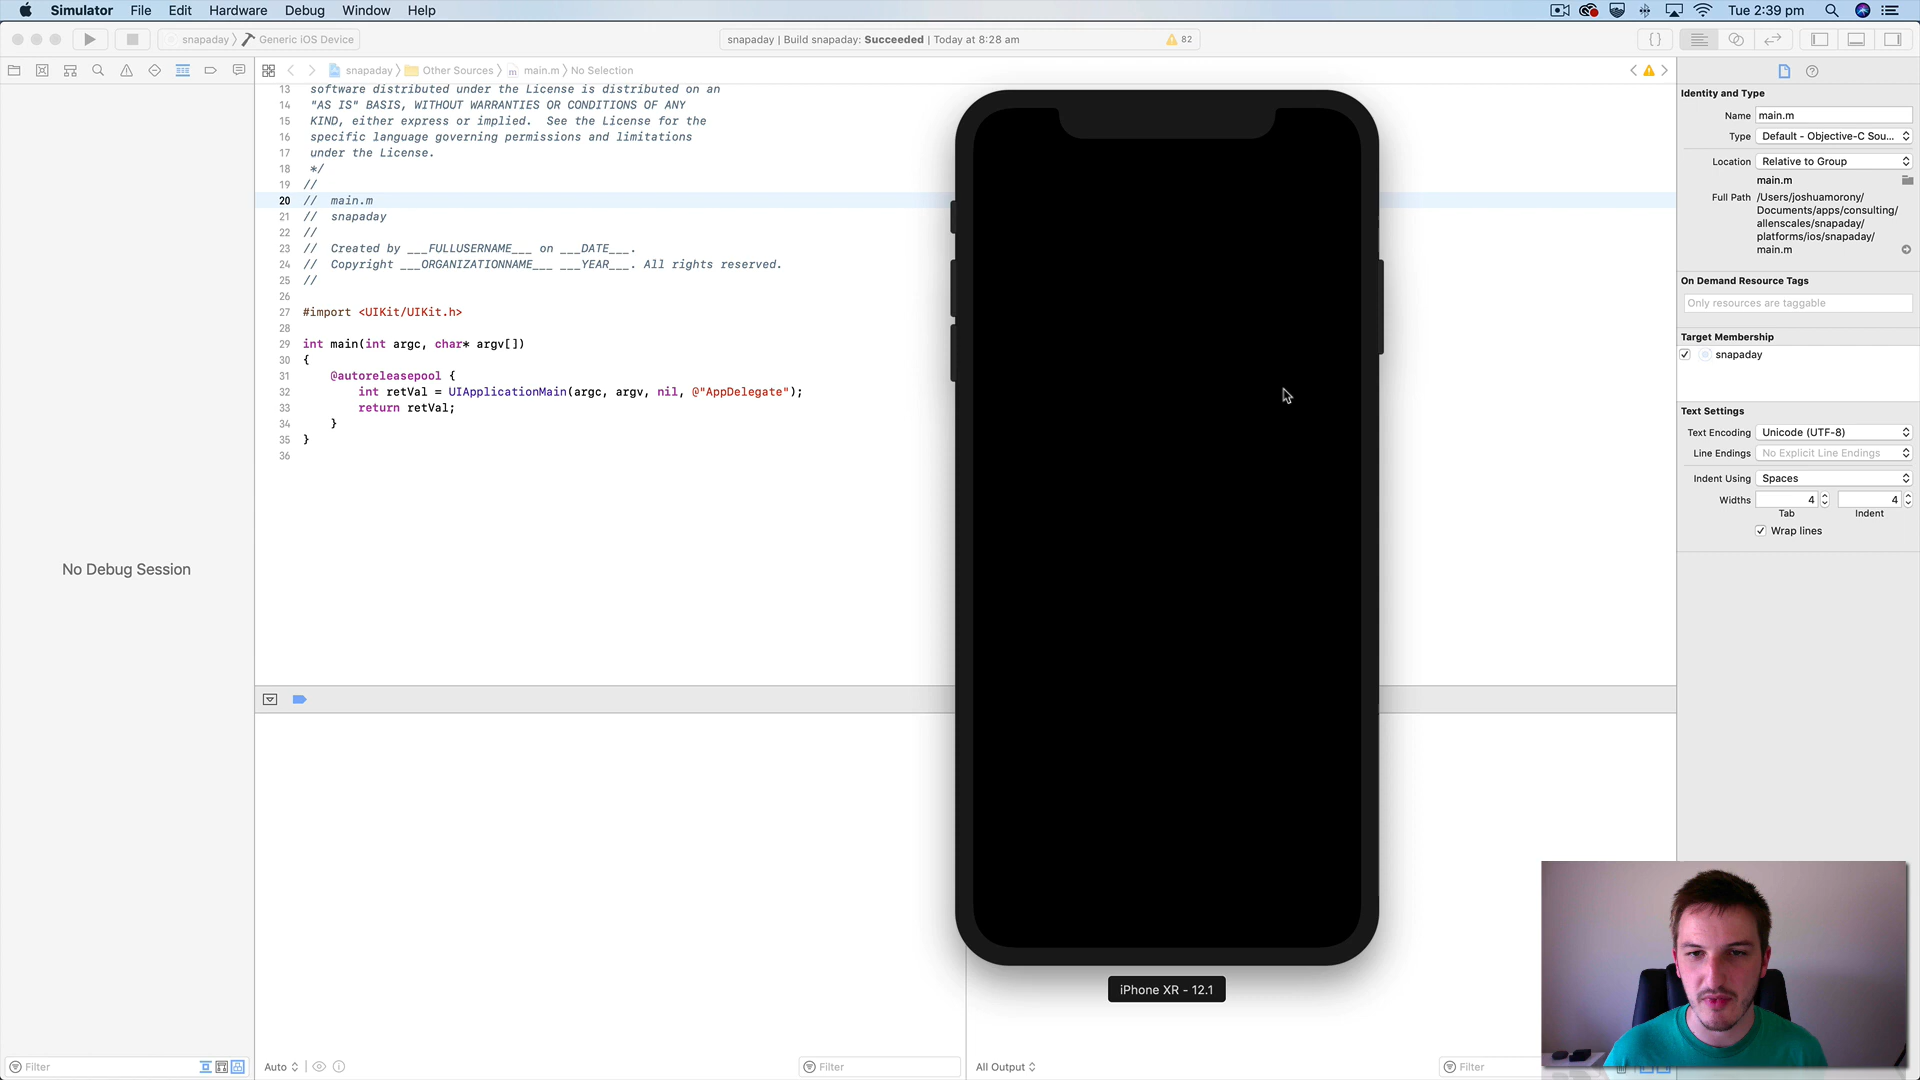 Simulator File Edit Hardware Debug Window Help Tue 2:39 pm
snapaday Generic iOS Device
snapaday | Build snapaday: Succeeded | Today at 8:28 am 82
snapaday Other Sources main.m No Selection
13 software distributed under the License is distributed on an
14 "AS IS" BASIS, WITHOUT WARRANTIES OR CONDITIONS OF ANY
15 KIND, either express or implied. See the License for the
16 specific language governing permissions and limitations
17 under the License.
18 */
19 //
20 // main.m
21 // snapaday
22 //
23 // Created by ___FULLUSERNAME___ on ___DATE___.
24 // Copyright ___ORGANIZATIONNAME___ ___YEAR___. All rights reserved.
25 //
26
27 #import <UIKit/UIKit.h>
28
29 int main(int argc, char* argv[])
30 {
31 @autoreleasepool {
32 int retVal = UIApplicationMain(argc, argv, nil, @"AppDelegate");
33 return retVal;
34 }
35 }
36
No Debug Session
iPhone XR - 12.1
Filter
Auto
Filter
All Output
Filter
Identity and Type
Name main.m
Type Default - Objective-C Sou...
Location Relative to Group
main.m
Full Path /Users/joshuamorony/
Documents/apps/consulting/
allenscales/snapaday/
platforms/ios/snapaday/
main.m
On Demand Resource Tags
Only resources are taggable
Target Membership
snapaday
Text Settings
Text Encoding Unicode (UTF-8)
Line Endings No Explicit Line Endings
Indent Using Spaces
Widths 4 4
Tab Indent
Wrap lines